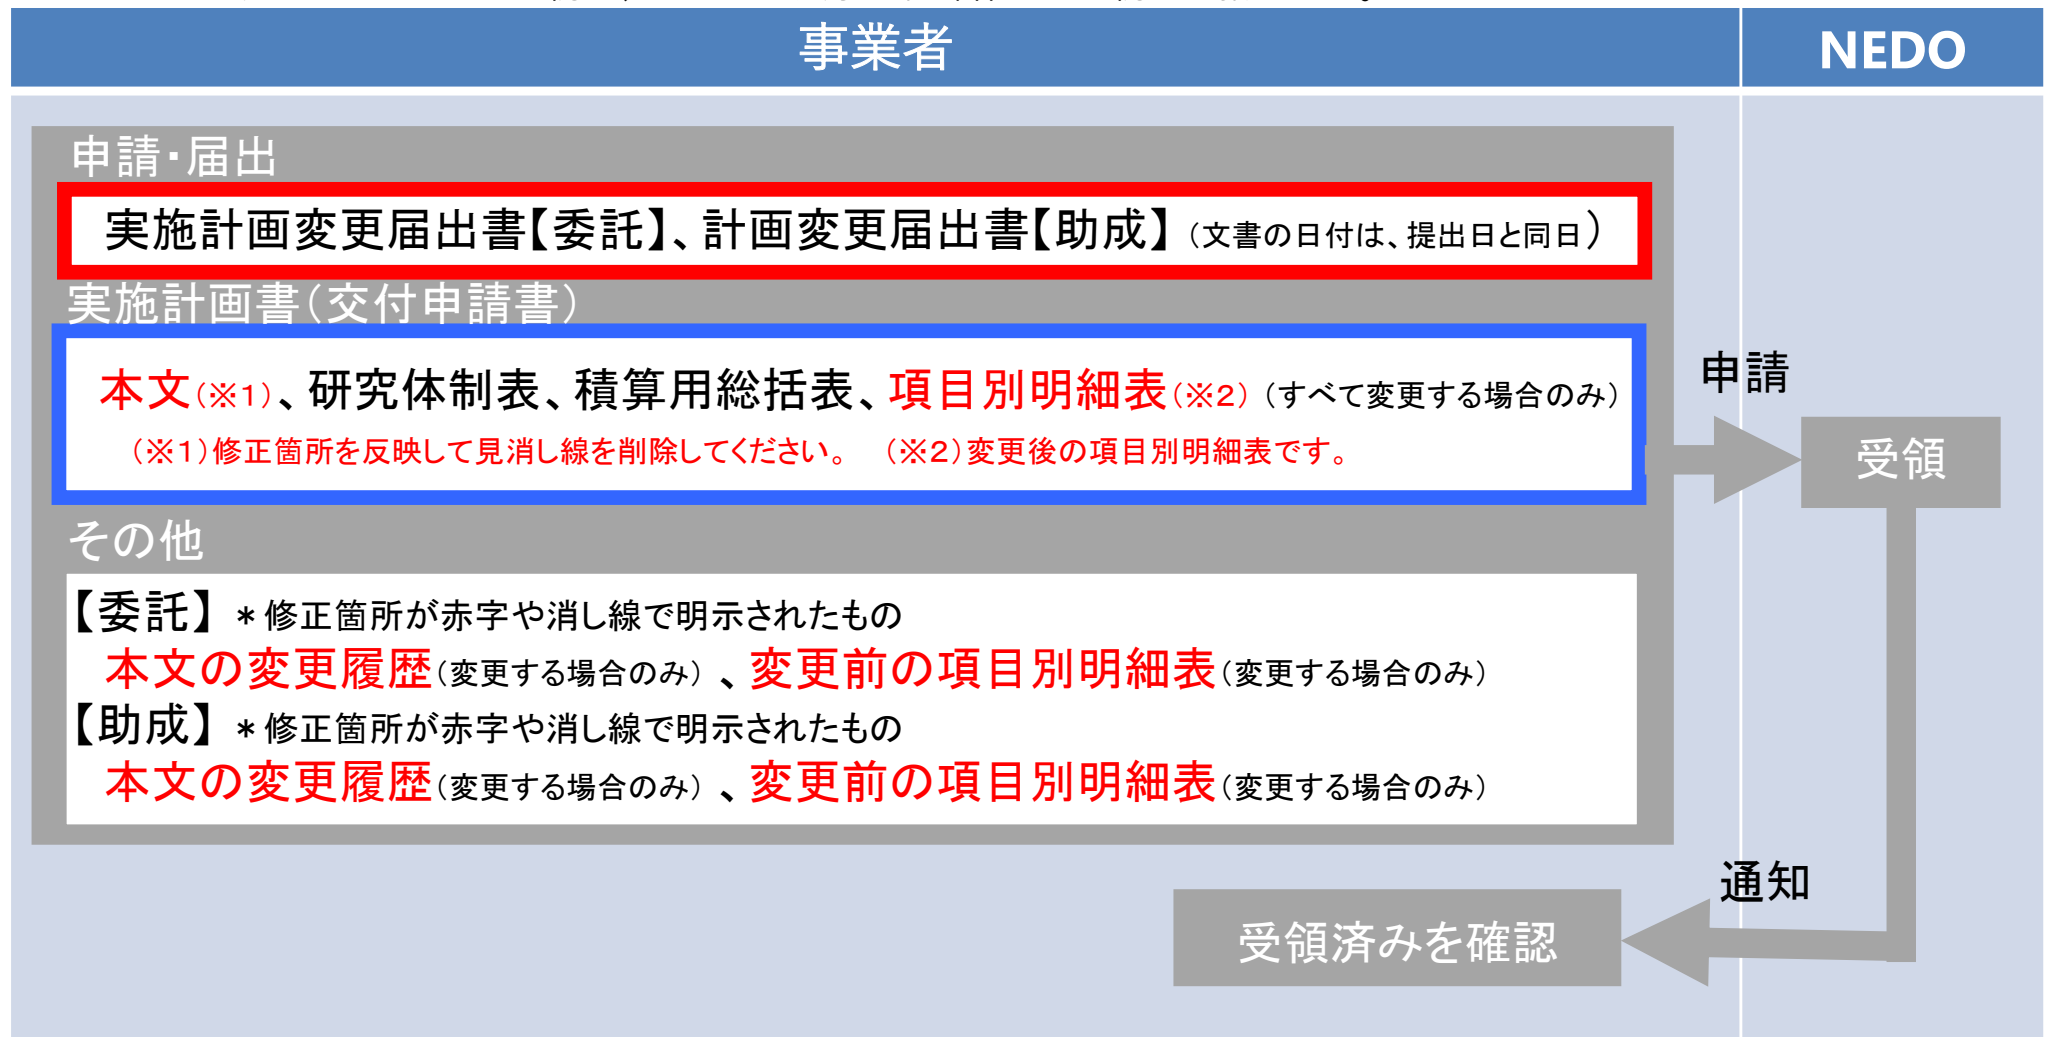 事業者
NEDO
申請・届出
実施計画変更届出書【委託】、計画変更届出書【助成】（文書の日付は、提出日と同日）
実施計画書（交付申請書）
本文（※1）、研究体制表、積算用総括表、項目別明細表（※2）（すべて変更する場合のみ）
（※1）修正箇所を反映して見消し線を削除してください。　（※2）変更後の項目別明細表です。
申請
受領
その他
【委託】＊修正箇所が赤字や消し線で明示されたもの
本文の変更履歴（変更する場合のみ）、変更前の項目別明細表（変更する場合のみ）
【助成】＊修正箇所が赤字や消し線で明示されたもの
本文の変更履歴（変更する場合のみ）、変更前の項目別明細表（変更する場合のみ）
通知
受領済みを確認